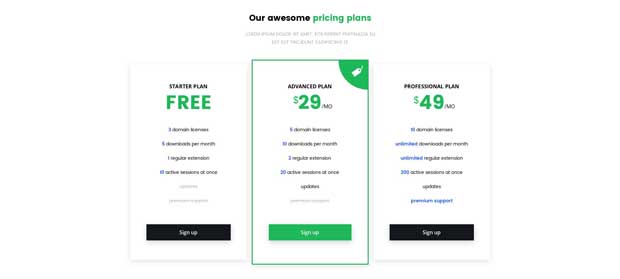 Our awesome pricing plans
LOREM IPSUM DOLOR SIT AMET, EOS EFFICIT PERTINACIA EU
EST EST TINCIDUNT SADIPSCING IS
STARTER PLAN
FREE
3 domain licenses
5 downloads per month
1 regular extension
10 active sessions at once
updates
premium support
Sign up
ADVANCED PLAN
$29/MO
5 domain licenses
10 downloads per month
2 regular extension
20 active sessions at once
updates
premium support
Sign up
PROFESSIONAL PLAN
$49/MO
10 domain licenses
unlimited downloads per month
unlimited regular extension
200 active sessions at once
updates
premium support
Sign up